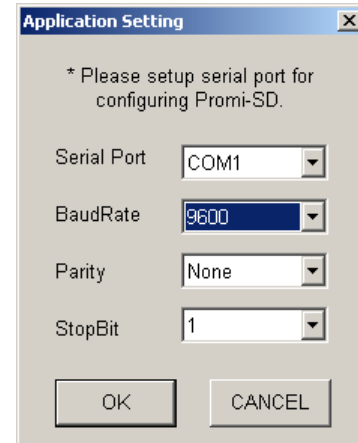 Application Setting
* Please setup serial port for
configuring Promi-SD.
Serial Port COM1
BaudRate 9600
Parity None
StopBit 1
OK CANCEL